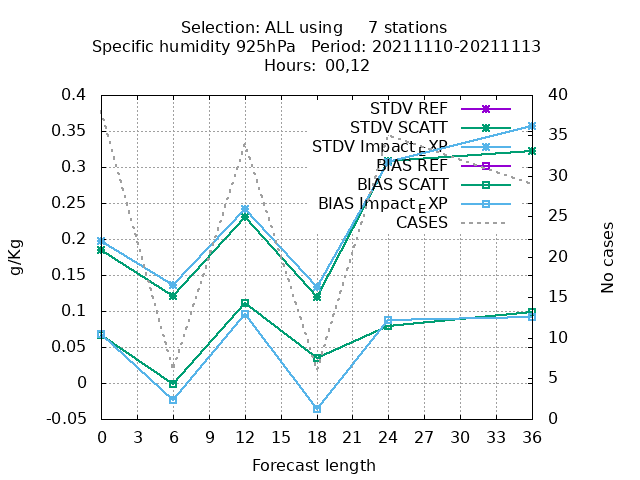 Selection: ALL using 7 stations
Specific humidity 925hPa Period: 20211110-20211113
Hours: 00,12
0.4
0.35
0.3
0.25
0.2
0.15
0.1
0.05
0
-0.05
g/Kg
STDV REF
STDV SCATT
STDV Impact_EXP
BIAS REF
BIAS SCATT
BIAS Impact_EXP
CASES
40
35
30
25
20
15
10
5
0
No cases
0 3 6 9 12 15 18 21 24 27 30 33 36
Forecast length